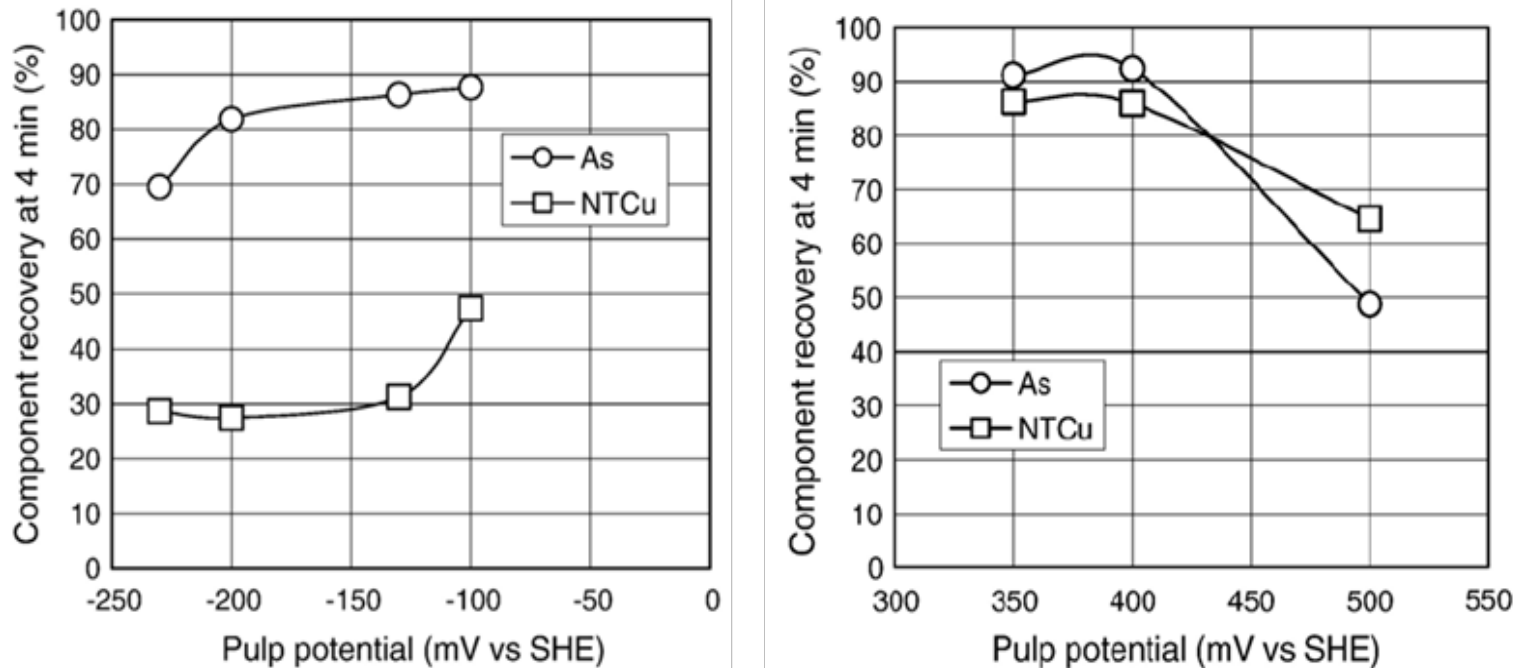 Component recovery at 4 min (%)
100
90
80
70
60
50
40
30
20
10
0
As
NTCu
-250 -200 -150 -100 -50 0
Pulp potential (mV vs SHE)
Component recovery at 4 min (%)
100
90
80
70
60
50
40
30
20
10
0
As
NTCu
300 350 400 450 500 550
Pulp potential (mV vs SHE)